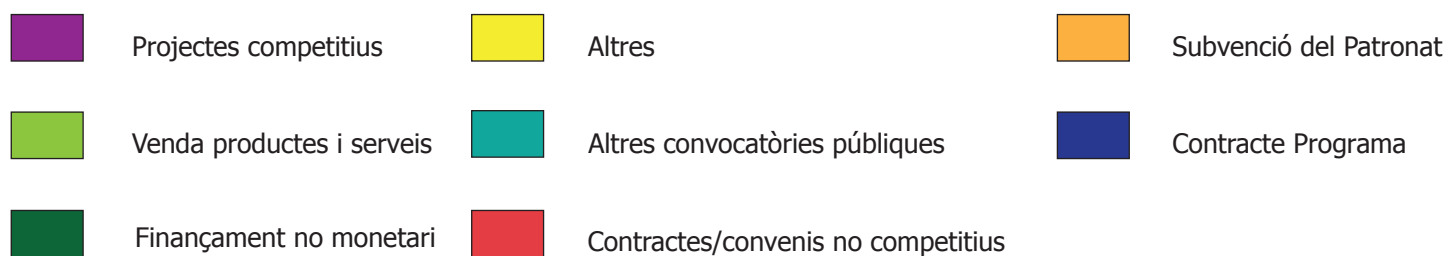 Projectes competitius
Altres
Subvenció del Patronat
Venda productes i serveis
Altres convocatòries públiques
Contracte Programa
Finançament no monetari
Contractes/convenis no competitius